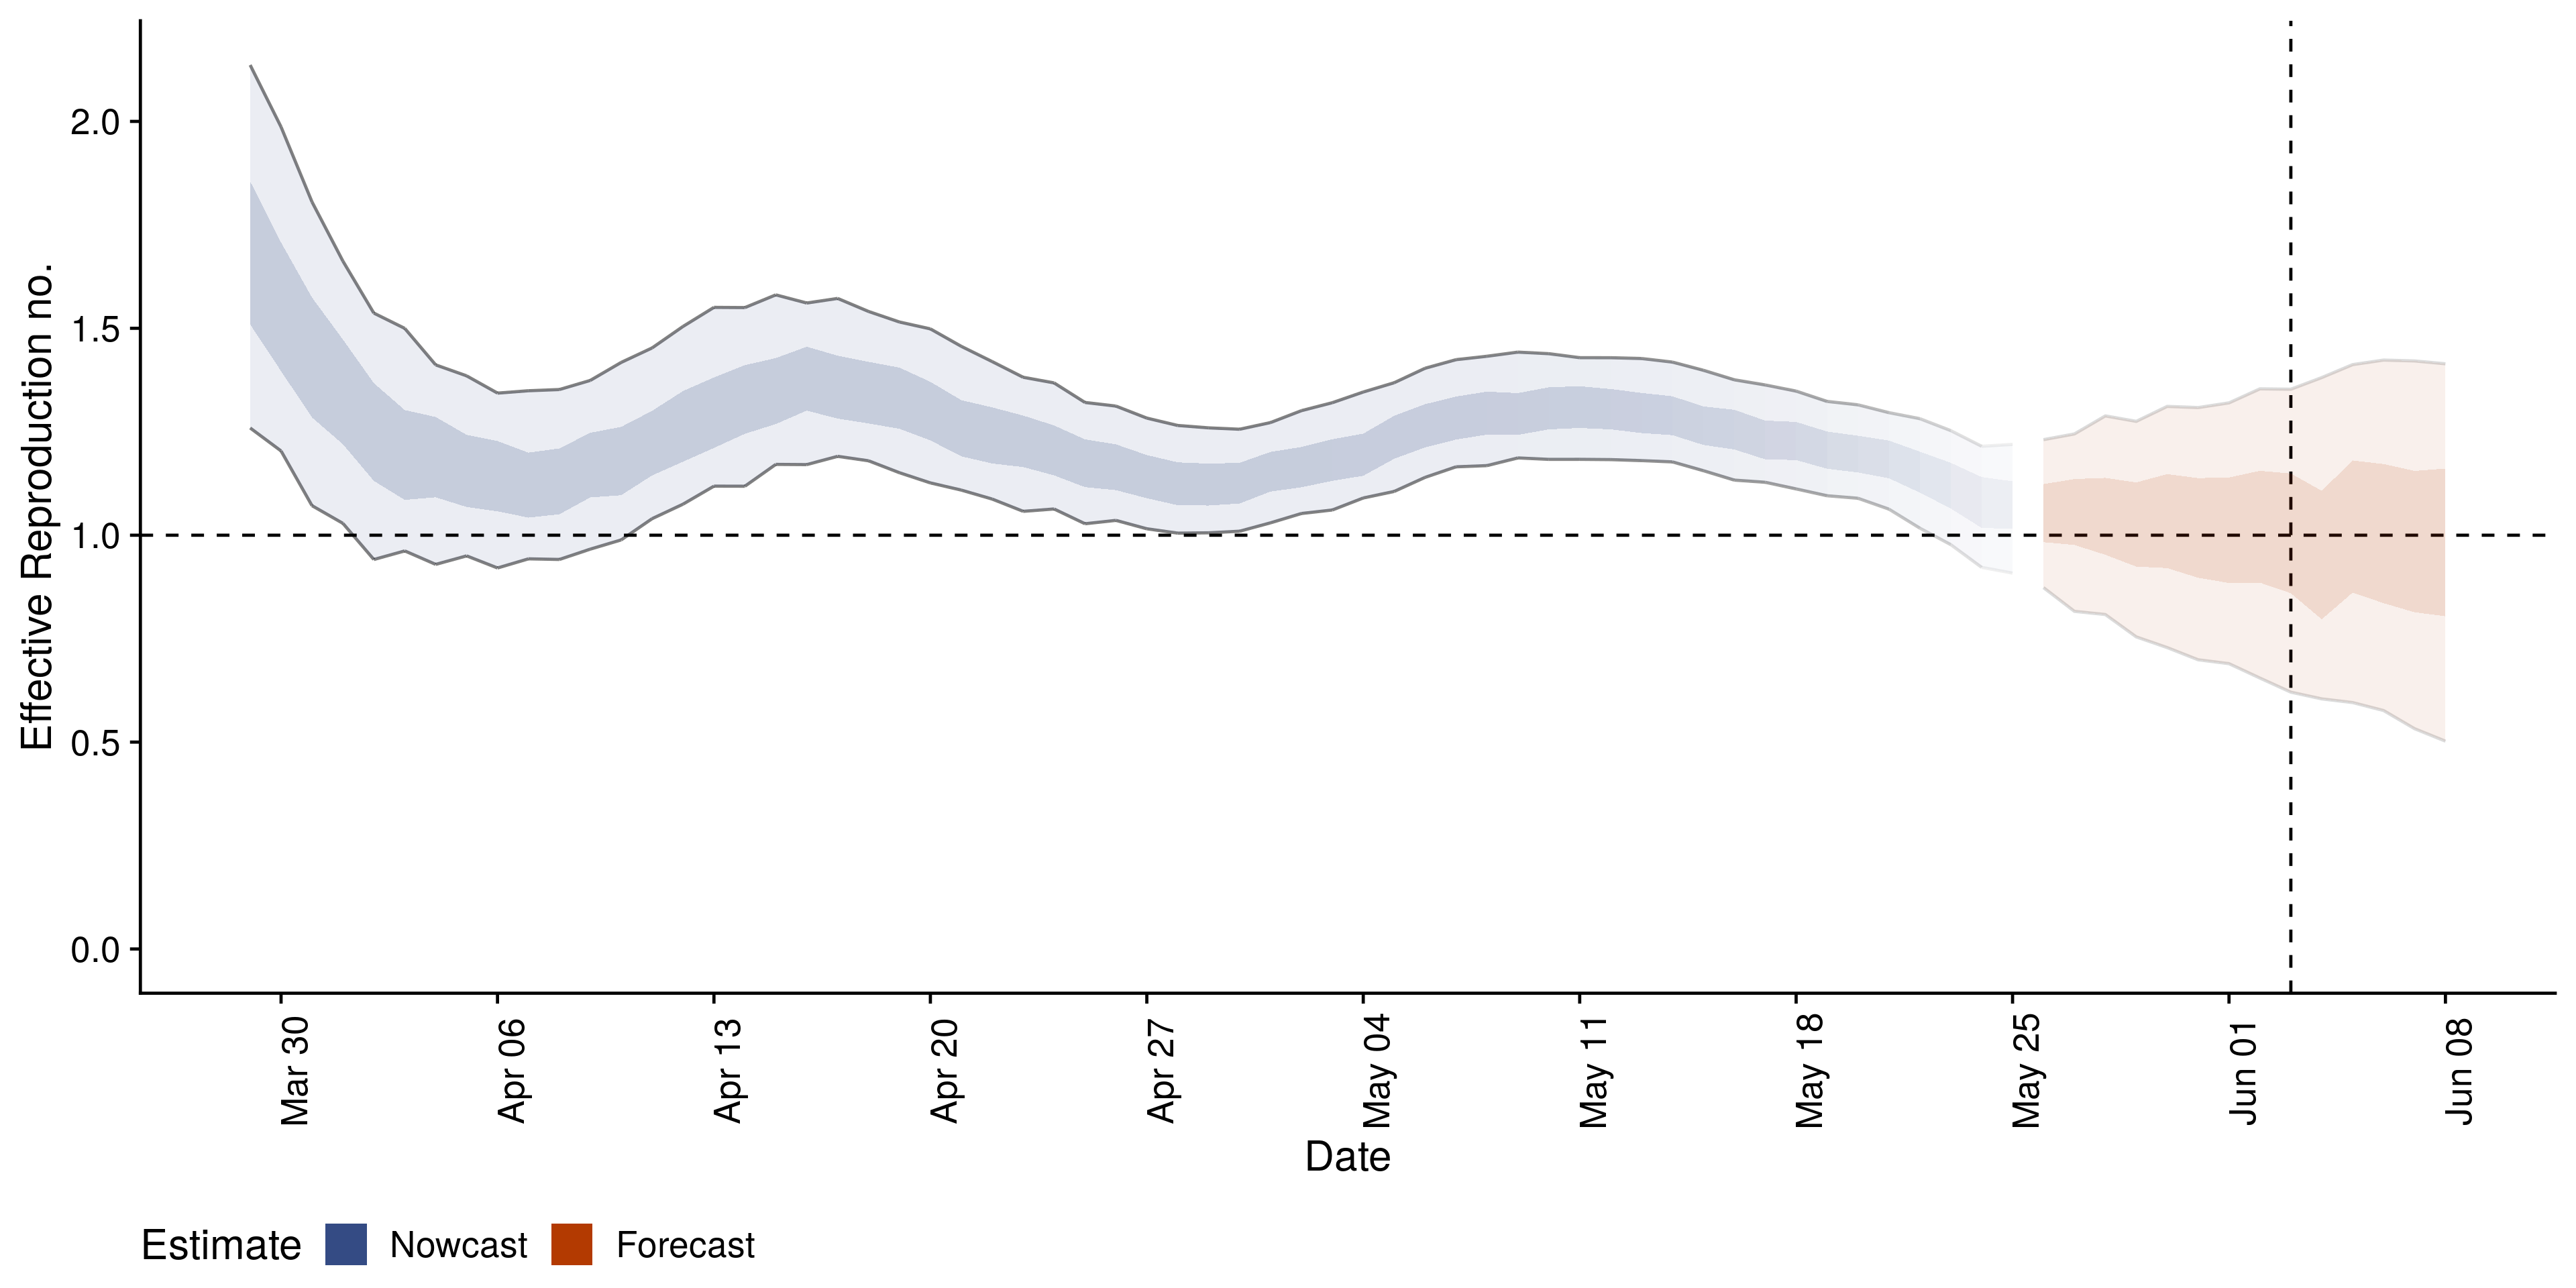 Effective Reproduction no.
2.0
1.5
1.0
0.5
0.0
Mar 30
Apr 06
Apr 13
Apr 20
Apr 27
May 04
May 11
May 18
May 25
Jun 01
Jun 08
Date
Estimate Nowcast Forecast